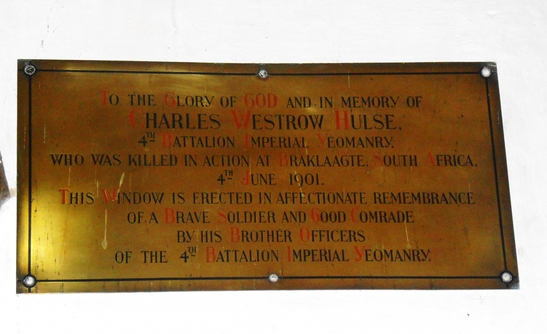 To the Glory of GOD and in memory of
Charles Westrow Hulse,
4TH Battalion Imperial Yeomanry,
who was killed in action at Braklaagte, South Africa,
4TH June 1901.
This Window is erected in affectionate remembrance
of a Brave Soldier and Good Comrade
by his Brother Officers
of the 4TH Battalion Imperial Yeomanry.